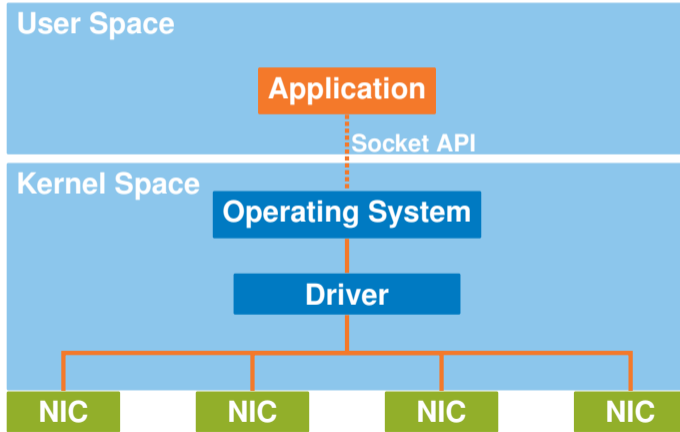 User Space
Application
Socket API
Kernel Space
Operating System
Driver
NIC NIC NIC NIC